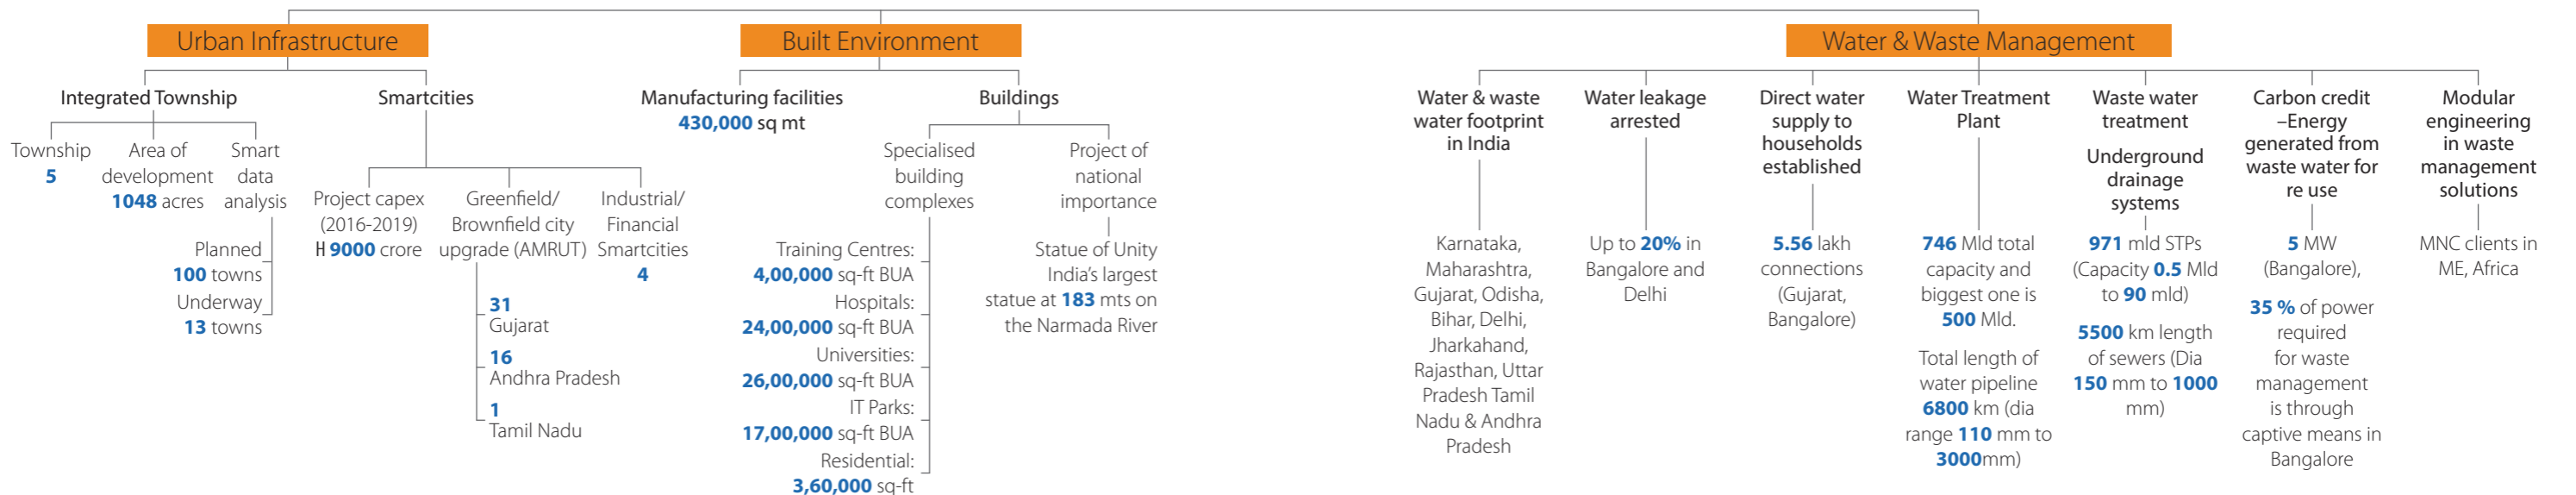 Urban Infrastructure
Integrated Township
Township
5
Area of
development
1048 acres
Smart
data
analysis
Planned
100 towns
Underway
13 towns
Smartcities
Project capex
(2016-2019)
H 9000 crore
Greenfield/
Brownfield city
upgrade (AMRUT)
31
Gujarat
16
Andhra Pradesh
1
Tamil Nadu
Industrial/
Financial
Smartcities
4
Built Environment
Manufacturing facilities
430,000 sq mt
Buildings
Specialised
building
complexes
Training Centres:
4,00,000 sq-ft BUA
Hospitals:
24,00,000 sq-ft BUA
Universities:
26,00,000 sq-ft BUA
IT Parks:
17,00,000 sq-ft BUA
Residential:
3,60,000 sq-ft
Project of
national
importance
Statue of Unity
India's largest
statue at 183 mts on
the Narmada River
Water & Waste Management
Water & waste
water footprint
in India
Karnataka,
Maharashtra,
Gujarat, Odisha,
Bihar, Delhi,
Jharkahand,
Rajasthan, Uttar
Pradesh Tamil
Nadu & Andhra
Pradesh
Water leakage
arrested
Up to 20% in
Bangalore and
Delhi
Direct water
supply to
households
established
5.56 lakh
connections
(Gujarat,
Bangalore)
Water Treatment
Plant
746 Mld total
capacity and
biggest one is
500 Mld.
Total length of
water pipeline
6800 km (dia
range 110 mm to
3000mm)
Waste water
treatment
Underground
drainage
systems
971 mld STPs
(Capacity 0.5 Mld
to 90 mld)
5500 km length
of sewers (Dia
150 mm to 1000
mm)
Carbon credit
–Energy
generated from
waste water for
re use
5 MW
(Bangalore),
35 % of power
required
for waste
management
is through
captive means in
Bangalore
Modular
engineering
in waste
management
solutions
MNC clients in
ME, Africa